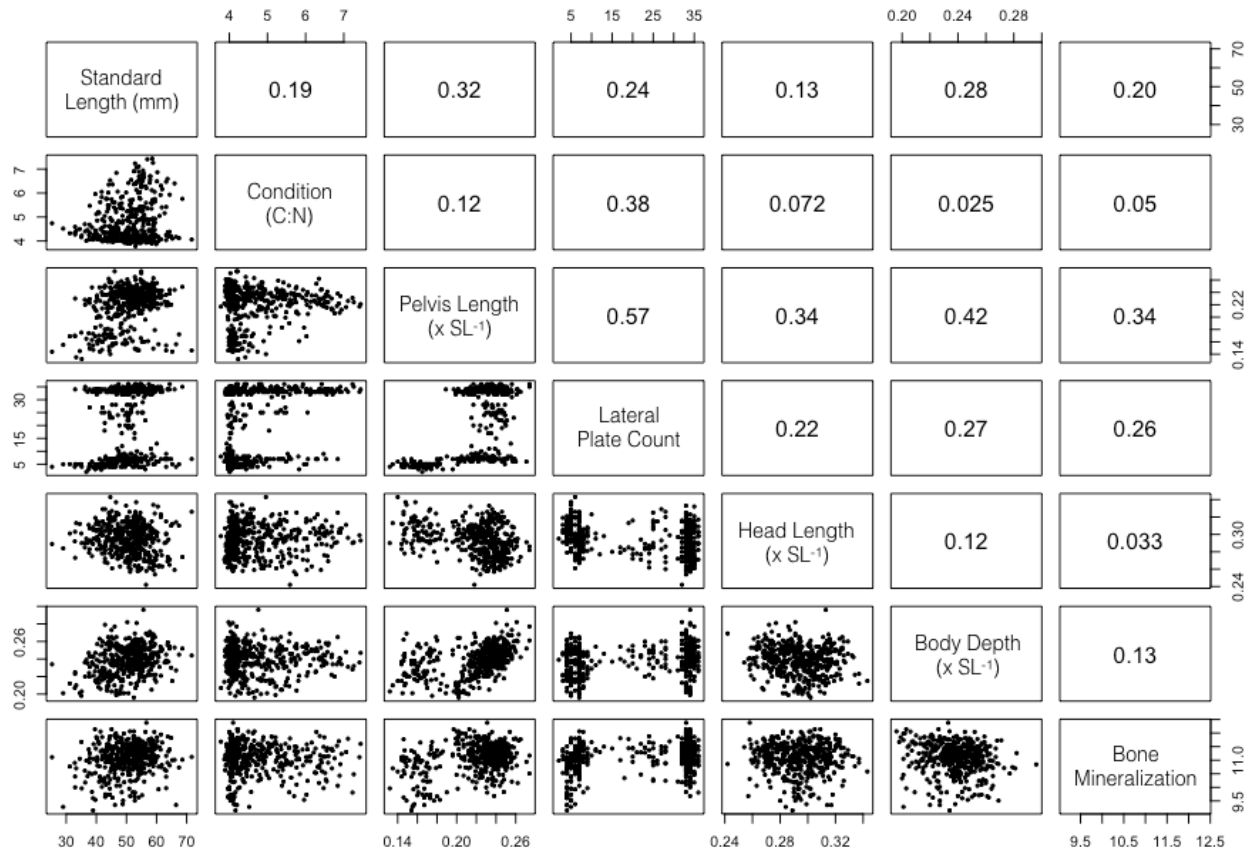 4 5 6 7 5 15 25 35 0.20 0.24 0.28
Standard
Length (mm)
0.19 0.32 0.24 0.13 0.28 0.20
30 50 70
4 5 6 7
Condition
(C:N)
0.12 0.38 0.072 0.025 0.05
Pelvis Length
(x SL⁻¹)
0.57 0.34 0.42 0.34
0.14 0.22
5 15 30
Lateral
Plate Count
0.22 0.27 0.26
Head Length
(x SL⁻¹)
0.12 0.033
0.24 0.30
0.20 0.26
Body Depth
(x SL⁻¹)
0.13
Bone
Mineralization
9.5 11.0
30 40 50 60 70 0.14 0.20 0.26 0.24 0.28 0.32 9.5 10.5 11.5 12.5